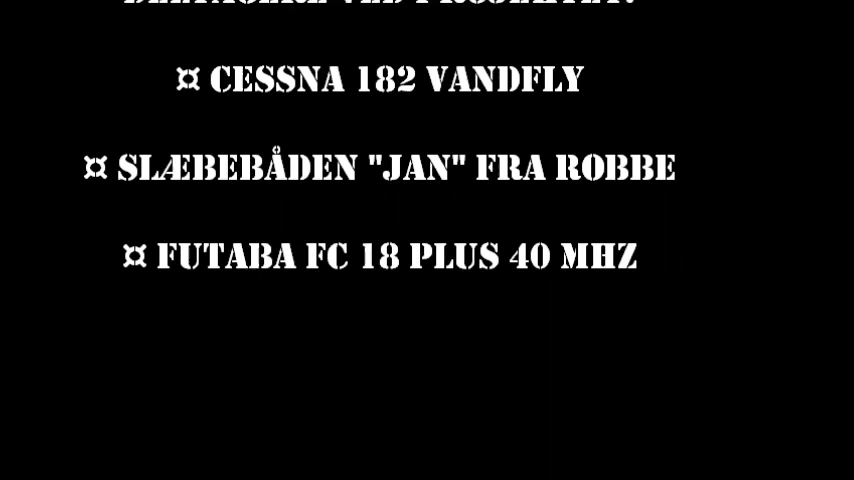 ¤ CESSNA 182 VANDFLY
¤ SLÆBEBÅDEN "JAN" FRA ROBBE
¤ FUTABA FC 18 PLUS 40 MHZ